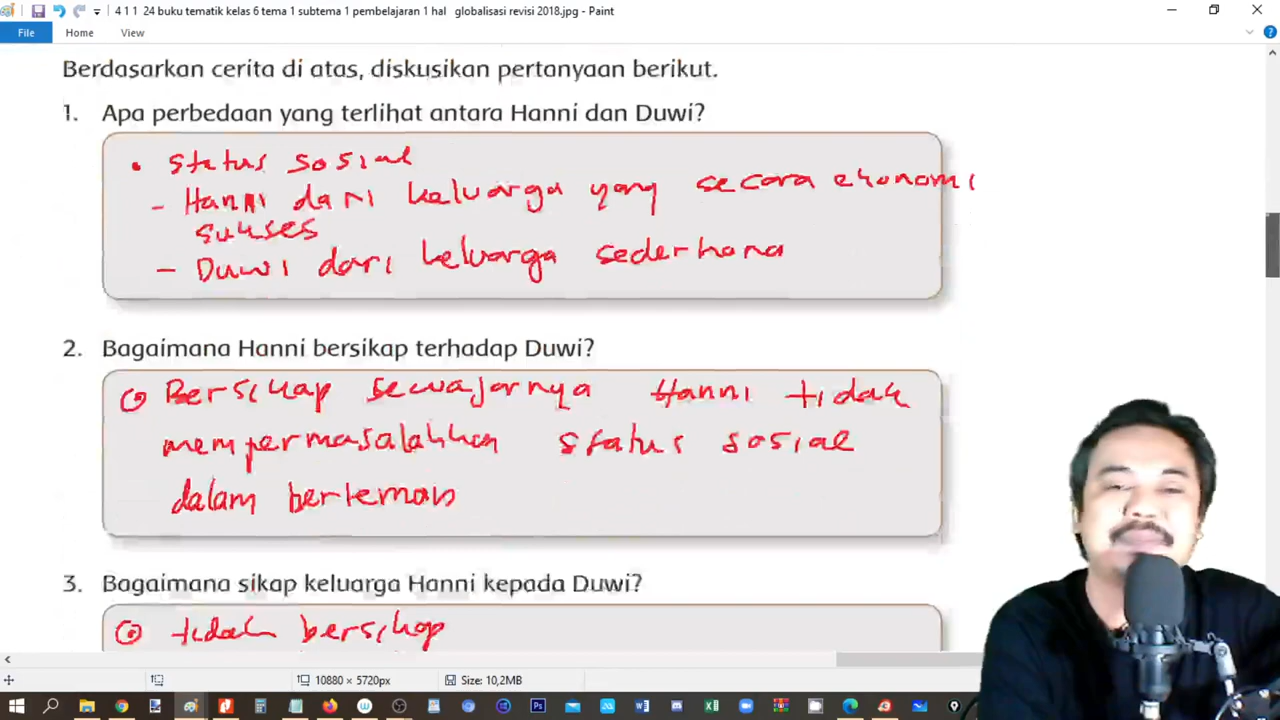 4 1 1 24 buku tematik kelas 6 tema 1 subtema 1 pembelajaran 1 hal globalisasi revisi 2018.jpg - Paint
File Home View
Berdasarkan cerita di atas, diskusikan pertanyaan berikut.
1. Apa perbedaan yang terlihat antara Hanni dan Duwi?
• status sosial
- Hanni dari keluarga yang secara ekonomi
sukses
- Duwi dari keluarga sederhana
2. Bagaimana Hanni bersikap terhadap Duwi?
Bersikap sewajarnya Hanni tidak
mempermasalahkan status sosial
dalam berteman
3. Bagaimana sikap keluarga Hanni kepada Duwi?
tidak bersikap
10880 × 5720px Size: 10,2MB